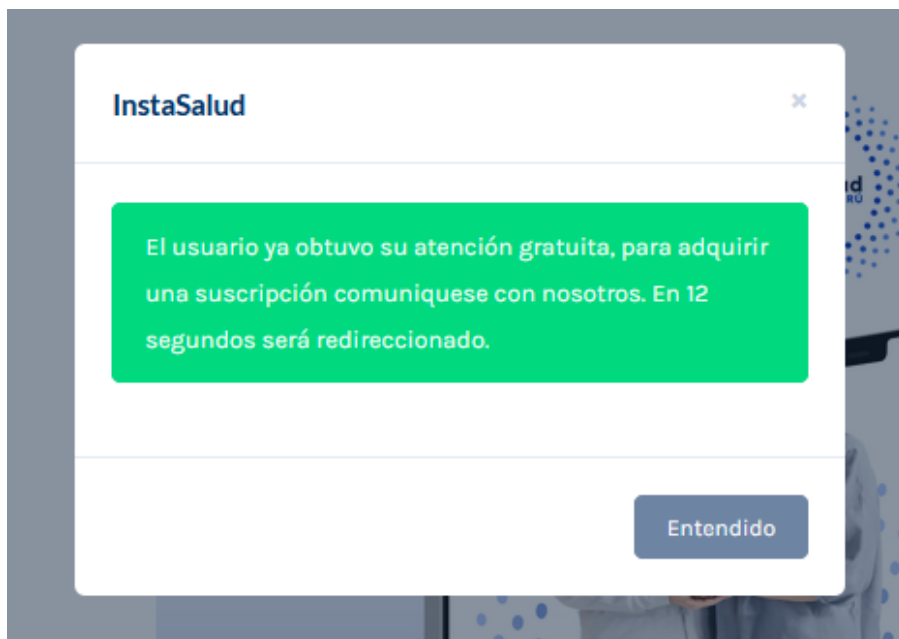 InstaSalud
×
El usuario ya obtuvo su atención gratuita, para adquirir
una suscripción comuniquese con nosotros. En 12
segundos será redireccionado.
Entendido